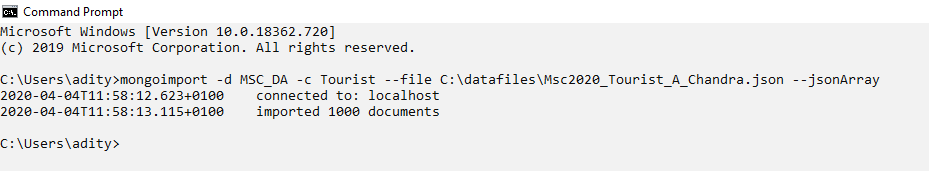 Command Prompt
Microsoft Windows [Version 10.0.18362.720]
(c) 2019 Microsoft Corporation. All rights reserved.
C:\Users\adity>mongoimport -d MSC_DA -c Tourist --file C:\datafiles\Msc2020_Tourist_A_Chandra.json --jsonArray
2020-04-04T11:58:12.623+0100    connected to: localhost
2020-04-04T11:58:13.115+0100    imported 1000 documents
C:\Users\adity>